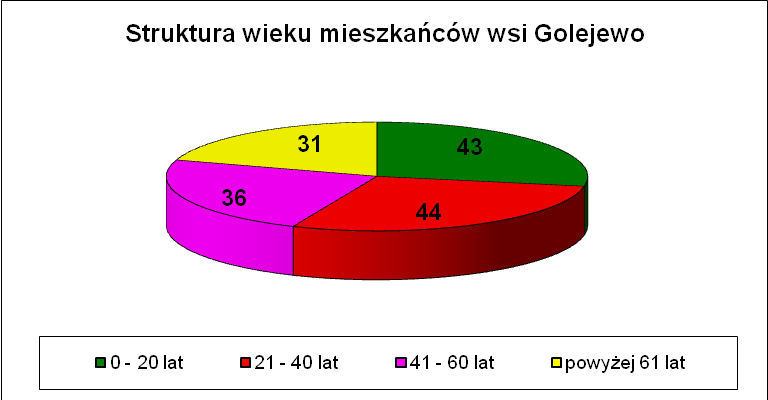 Struktura wieku mieszkańców wsi Golejewo
31
43
36
44
0 - 20 lat
21 - 40 lat
41 - 60 lat
powyżej 61 lat